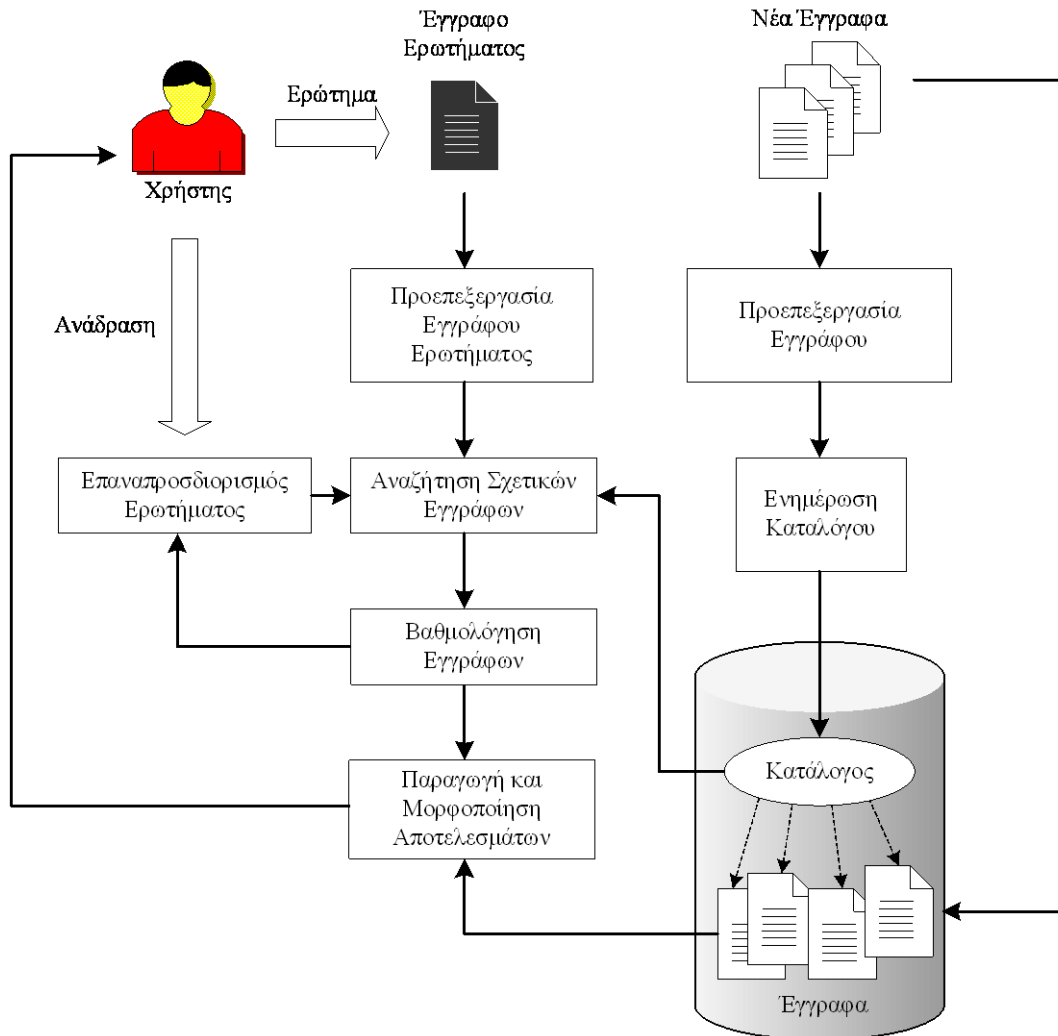 Έγγραφο
Ερωτήματος
Νέα Έγγραφα
Ερώτημα
Χρήστης
Ανάδραση
Προεπεξεργασία
Εγγράφου
Ερωτήματος
Προεπεξεργασία
Εγγράφου
Επαναπροσδιορισμός
Ερωτήματος
Αναζήτηση Σχετικών
Εγγράφων
Ενημέρωση
Καταλόγου
Βαθμολόγηση
Εγγράφων
Παραγωγή και
Μορφοποίηση
Αποτελεσμάτων
Κατάλογος
Έγγραφα